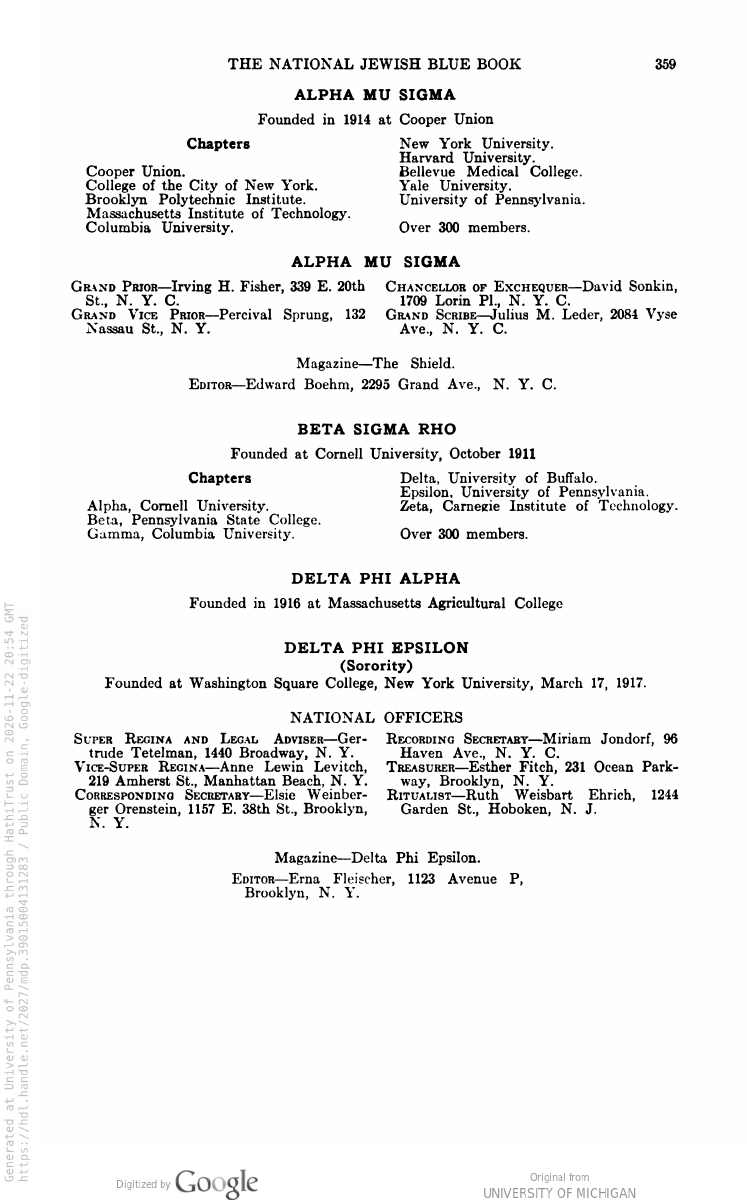 THE NATIONAL JEWISH BLUE BOOK 359
ALPHA MU SIGMA
Founded in 1914 at Cooper Union
Chapters
Cooper Union.
College of the City of New York.
Brooklyn Polytechnic Institute.
Massachusetts Institute of Technology.
Columbia University.
New York University.
Harvard University.
Bellevue Medical College.
Yale University.
University of Pennsylvania.
Over 300 members.
ALPHA MU SIGMA
GRAND PRIOR—Irving H. Fisher, 339 E. 20th
St., N. Y. C.
GRAND VICE PRIOR—Percival Sprung, 132
Nassau St., N. Y.
CHANCELLOR OF EXCHEQUER—David Sonkin,
1709 Lorin Pl., N. Y. C.
GRAND SCRIBE—Julius M. Leder, 2084 Vyse
Ave., N. Y. C.
Magazine—The Shield.
EDITOR—Edward Boehm, 2295 Grand Ave., N. Y. C.
BETA SIGMA RHO
Founded at Cornell University, October 1911
Chapters
Alpha, Cornell University.
Beta, Pennsylvania State College.
Gamma, Columbia University.
Delta, University of Buffalo.
Epsilon, University of Pennsylvania.
Zeta, Carnegie Institute of Technology.
Over 300 members.
DELTA PHI ALPHA
Founded in 1916 at Massachusetts Agricultural College
DELTA PHI EPSILON
(Sorority)
Founded at Washington Square College, New York University, March 17, 1917.
NATIONAL OFFICERS
SUPER REGINA AND LEGAL ADVISER—Ger-
trude Tetelman, 1440 Broadway, N. Y.
VICE-SUPER REGINA—Anne Lewin Levitch,
219 Amherst St., Manhattan Beach, N. Y.
CORRESPONDING SECRETARY—Elsie Weinber-
ger Orenstein, 1157 E. 38th St., Brooklyn,
N. Y.
RECORDING SECRETARY—Miriam Jondorf, 96
Haven Ave., N. Y. C.
TREASURER—Esther Fitch, 231 Ocean Park-
way, Brooklyn, N. Y.
RITUALIST—Ruth Weisbart Ehrich, 1244
Garden St., Hoboken, N. J.
Magazine—Delta Phi Epsilon.
EDITOR—Erna Fleischer, 1123 Avenue P,
Brooklyn, N. Y.
Generated at University of Pennsylvania through HathiTrust on 2026-11-22 20:54 GMT
https://hdl.handle.net/2027/mdp.39015004131283 / Public Domain, Google-digitized
Digitized by Google
Original from
UNIVERSITY OF MICHIGAN